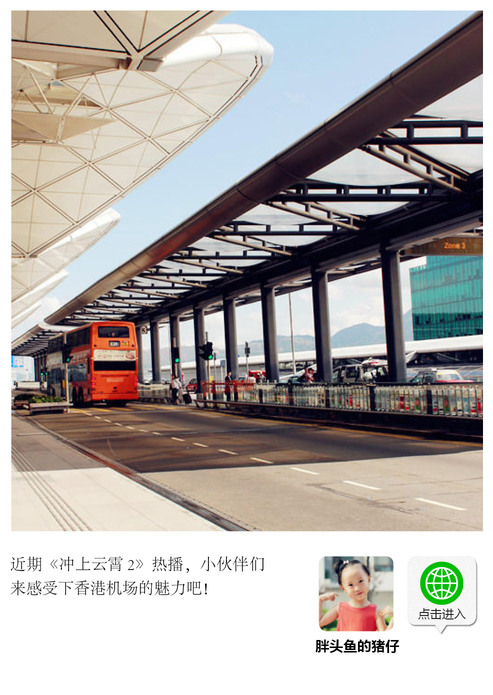 Zone 3
近期《冲上云霄2》热播，小伙伴们
来感受下香港机场的魅力吧！
点击进入
胖头鱼的猪仔